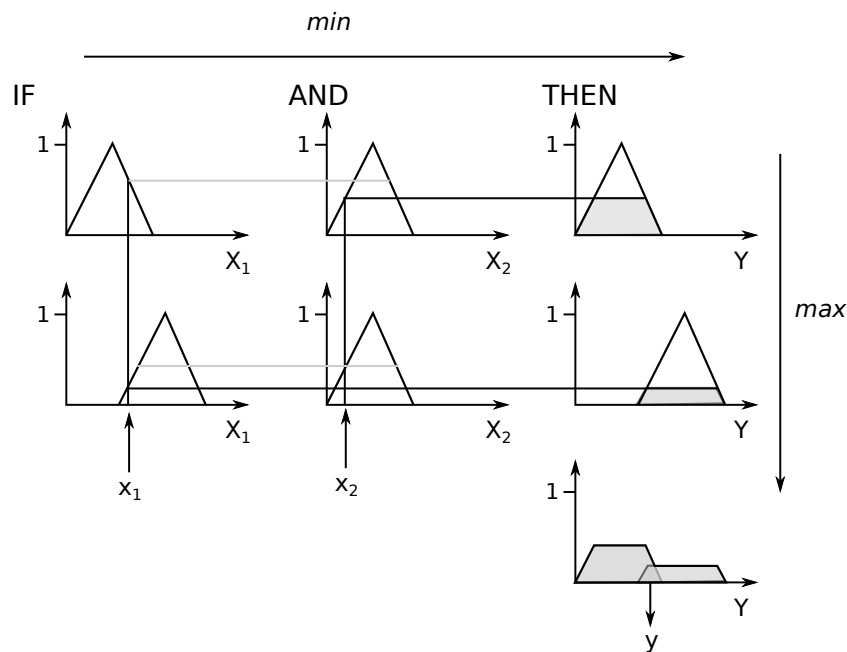 min
IF AND THEN
1 1 1
X₁ X₂ Y
max
1 1 1
X₁ X₂ Y
x₁ x₂
1
Y
y